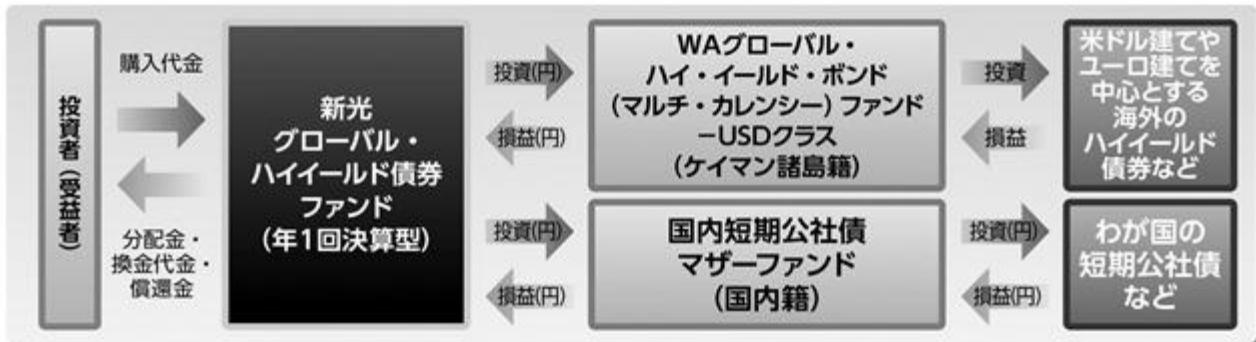 投資者（受益者）
購入代金
分配金・
換金代金・
償還金
新光
グローバル・
ハイイールド債券
ファンド
（年1回決算型）
投資(円)
損益(円)
WAグローバル・
ハイ・イールド・ボンド
（マルチ・カレンシー）ファンド
－USDクラス
（ケイマン諸島籍）
投資
損益
米ドル建てや
ユーロ建てを
中心とする
海外の
ハイイールド
債券など
投資(円)
損益(円)
国内短期公社債
マザーファンド
（国内籍）
投資(円)
損益(円)
わが国の
短期公社債
など